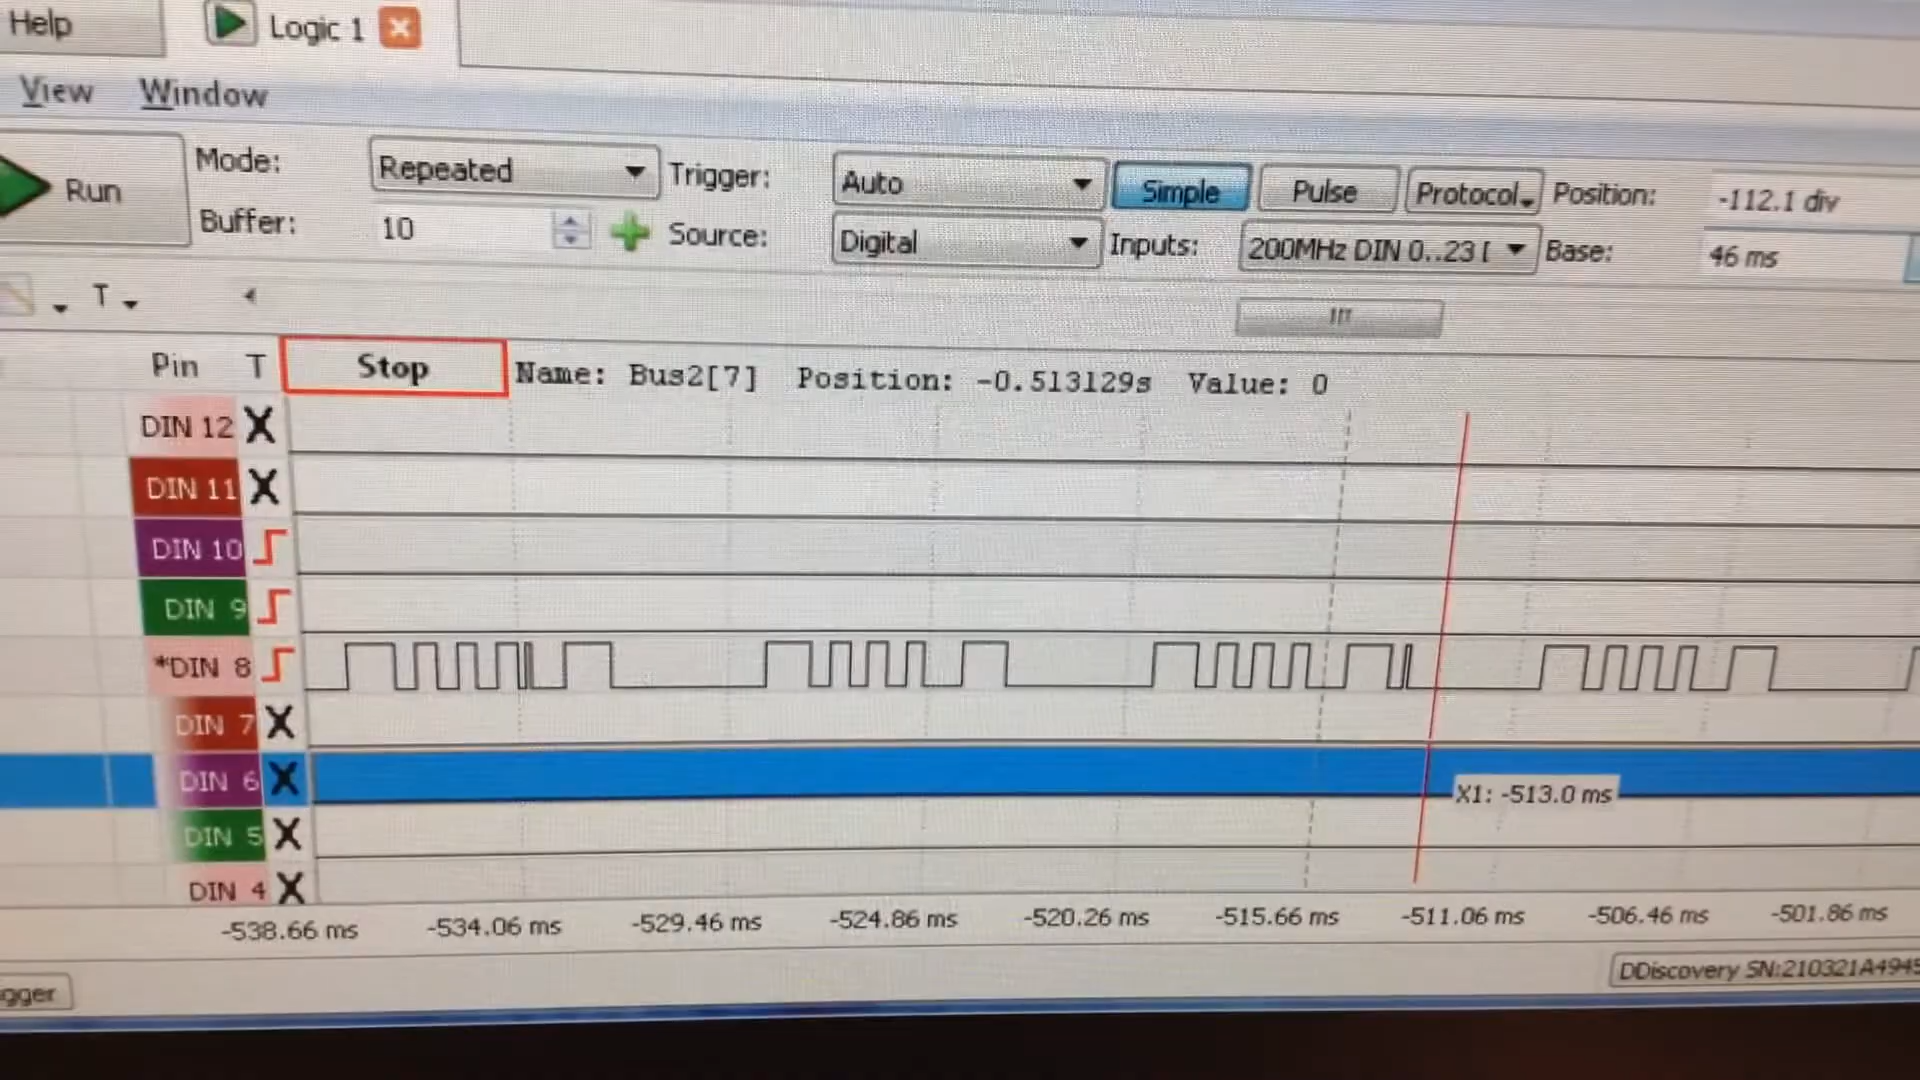 Help Logic 1
View Window
Run Mode: Repeated Trigger: Auto Simple Pulse Protocol Position: -112.1 div
Buffer: 10 Source: Digital Inputs: 200MHz DIN 0..23 [ Base: 46 ms
T
Pin T Stop Name: Bus2[7] Position: -0.513129s Value: 0
DIN 12 X
DIN 11 X
DIN 10
DIN 9
*DIN 8
DIN 7 X
DIN 6 X X1: -513.0 ms
DIN 5 X
DIN 4 X
-538.66 ms -534.06 ms -529.46 ms -524.86 ms -520.26 ms -515.66 ms -511.06 ms -506.46 ms -501.86 ms
DDiscovery SN:210321A4945
gger